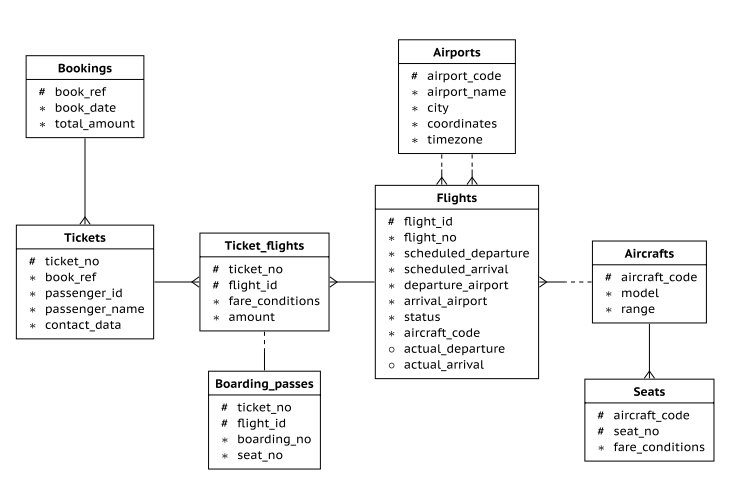 Bookings
# book_ref
* book_date
* total_amount
Airports
# airport_code
* airport_name
* city
* coordinates
* timezone
Tickets
# ticket_no
* book_ref
* passenger_id
* passenger_name
* contact_data
Ticket_flights
# ticket_no
# flight_id
* fare_conditions
* amount
Flights
# flight_id
* flight_no
* scheduled_departure
* scheduled_arrival
* departure_airport
* arrival_airport
* status
* aircraft_code
○ actual_departure
○ actual_arrival
Aircrafts
# aircraft_code
* model
* range
Boarding_passes
# ticket_no
# flight_id
* boarding_no
* seat_no
Seats
# aircraft_code
# seat_no
* fare_conditions